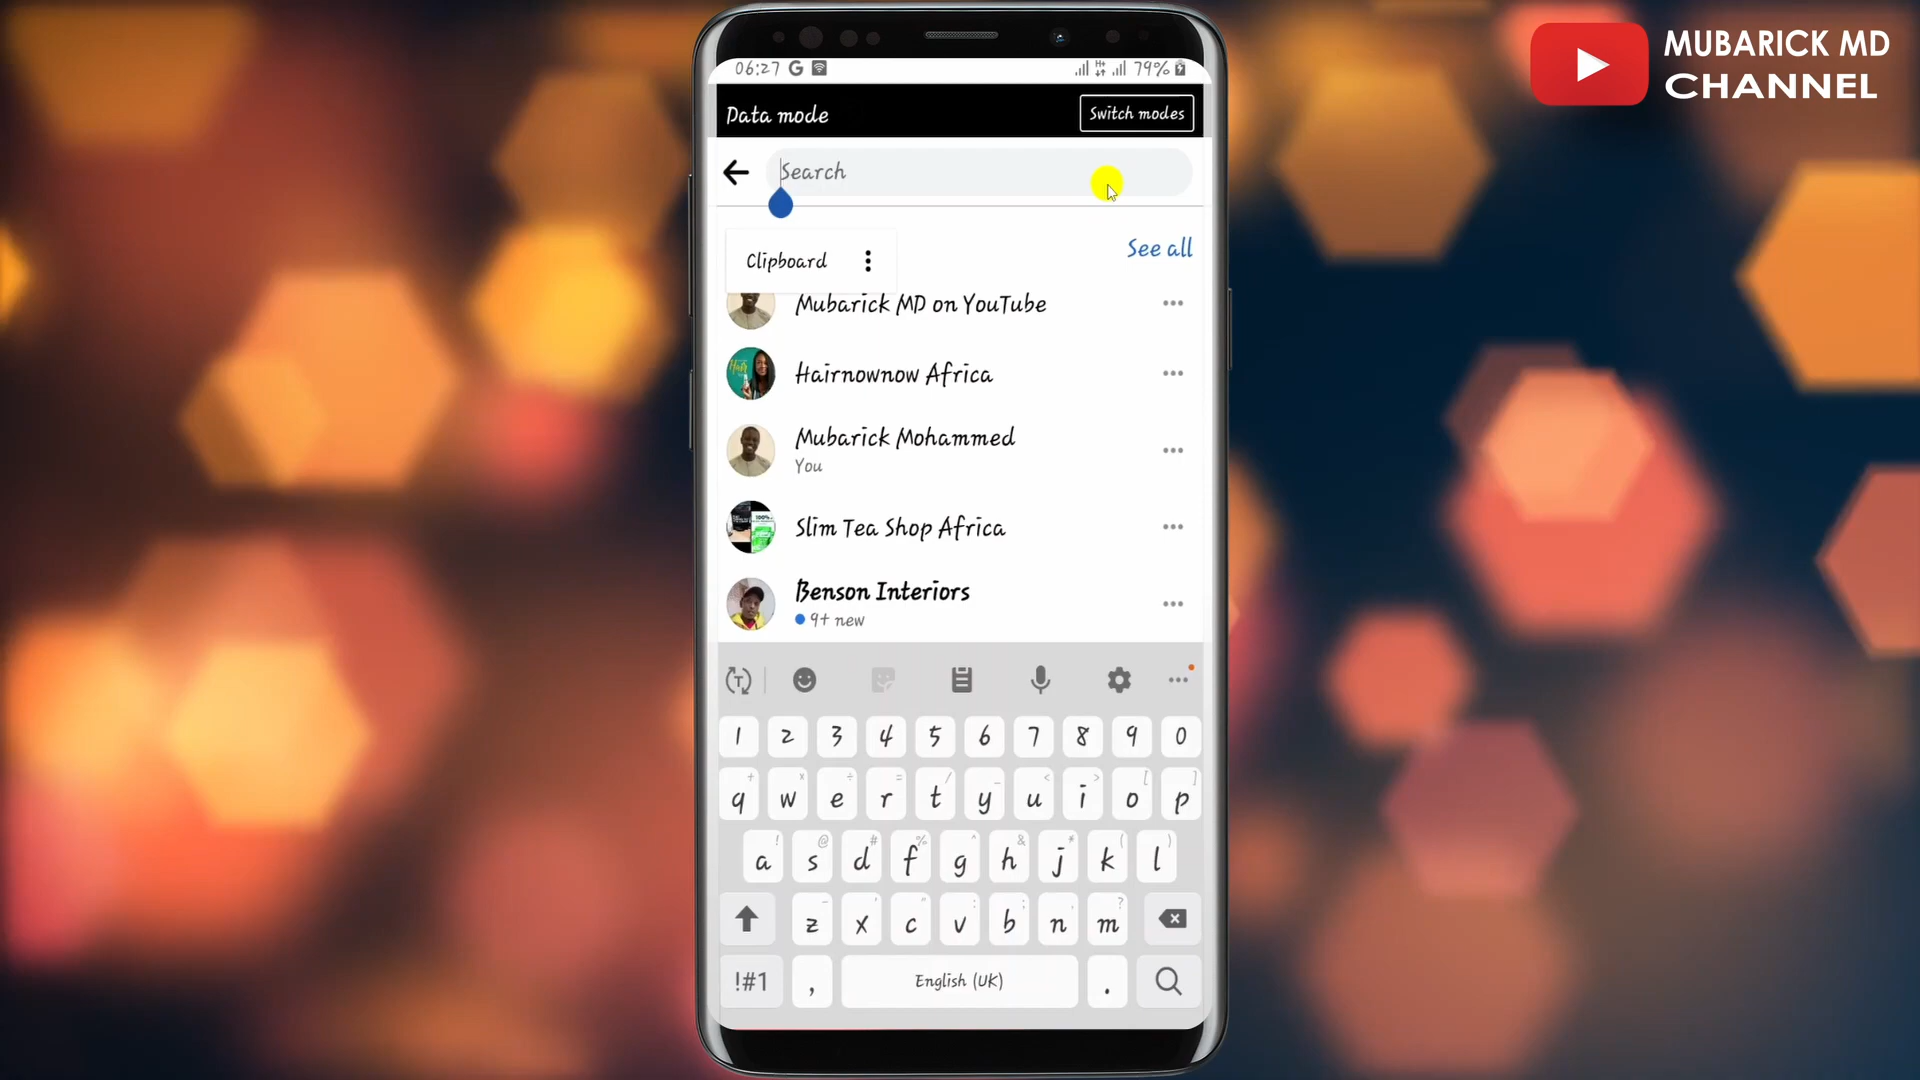 MUBARICK MD
CHANNEL
06:27 G 79%
Data mode
Switch modes
Search
Clipboard
See all
Mubarick MD on YouTube
Hairnownow Africa
Mubarick Mohammed
You
Slim Tea Shop Africa
Benson Interiors
9+ new
1 2 3 4 5 6 7 8 9 0
q w e r t y u i o p
a s d f g h j k l
z x c v b n m
!#1 , English (UK) .